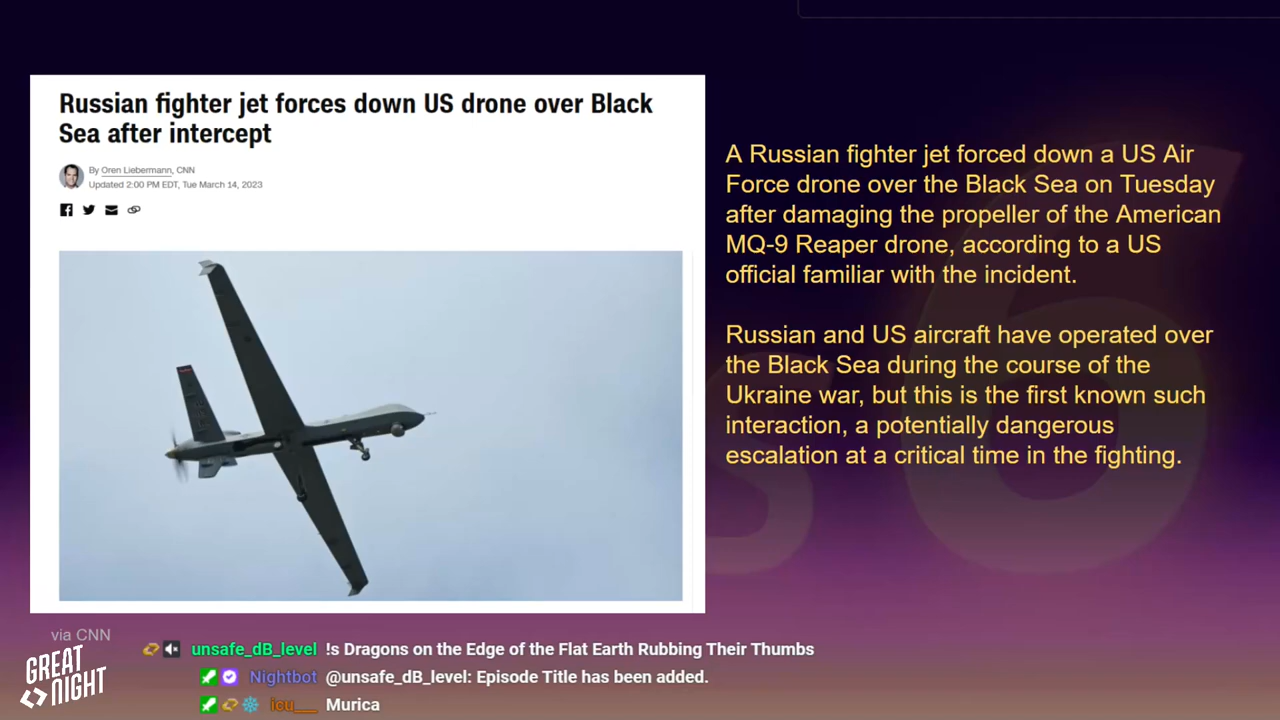 Russian fighter jet forces down US drone over Black
Sea after intercept
By Oren Liebermann, CNN
Updated 2:00 PM EDT, Tue March 14, 2023
A Russian fighter jet forced down a US Air
Force drone over the Black Sea on Tuesday
after damaging the propeller of the American
MQ-9 Reaper drone, according to a US
official familiar with the incident.
Russian and US aircraft have operated over
the Black Sea during the course of the
Ukraine war, but this is the first known such
interaction, a potentially dangerous
escalation at a critical time in the fighting.
via CNN
GREAT
NIGHT
unsafe_dB_level !s Dragons on the Edge of the Flat Earth Rubbing Their Thumbs
Nightbot @unsafe_dB_level: Episode Title has been added.
icu___ Murica
s 6